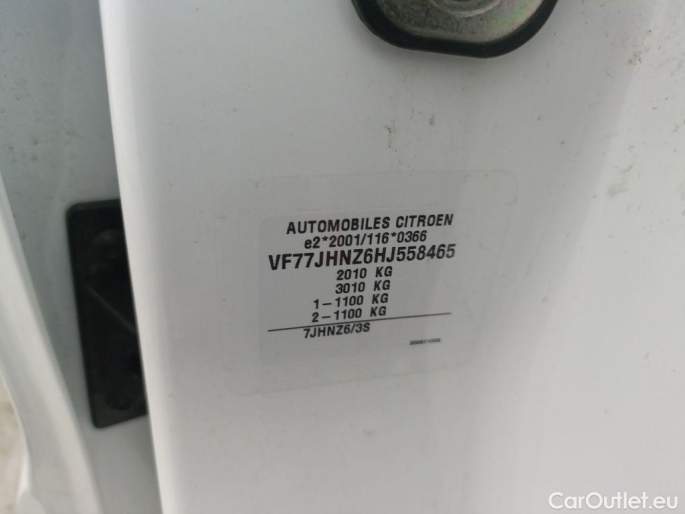 AUTOMOBILES CITROEN
e2*2001/116*0366
VF77JHNZ6HJ558465
2010 KG
3010 KG
1-1100 KG
2-1100 KG
7JHNZ6/3S
CarOutlet.eu